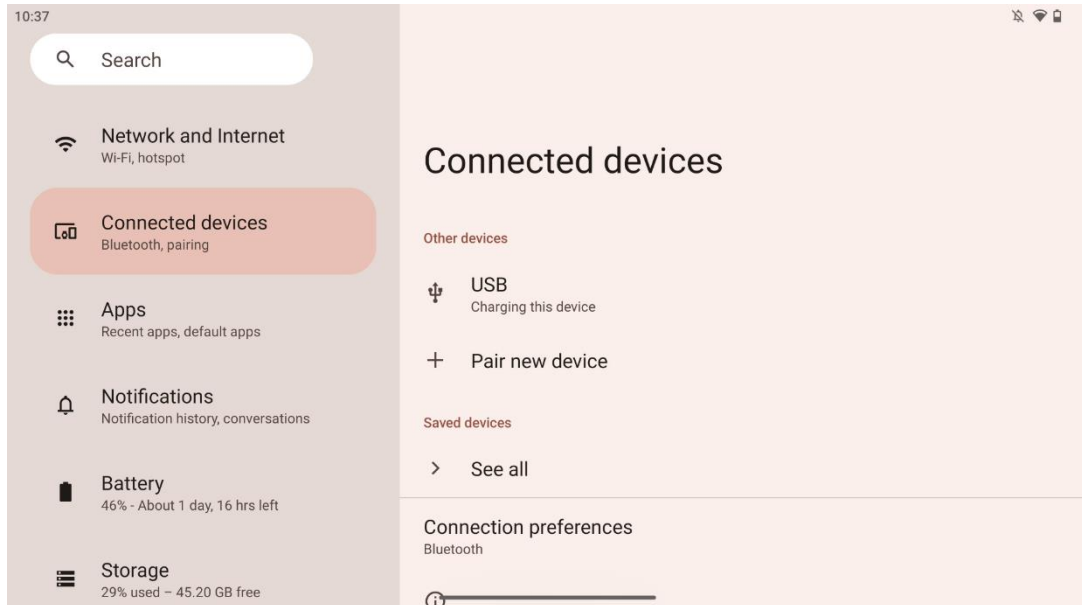 10:37
Search
Network and Internet
Wi-Fi, hotspot
Connected devices
Bluetooth, pairing
Apps
Recent apps, default apps
Notifications
Notification history, conversations
Battery
46% - About 1 day, 16 hrs left
Storage
29% used – 45.20 GB free
Connected devices
Other devices
USB
Charging this device
Pair new device
Saved devices
See all
Connection preferences
Bluetooth